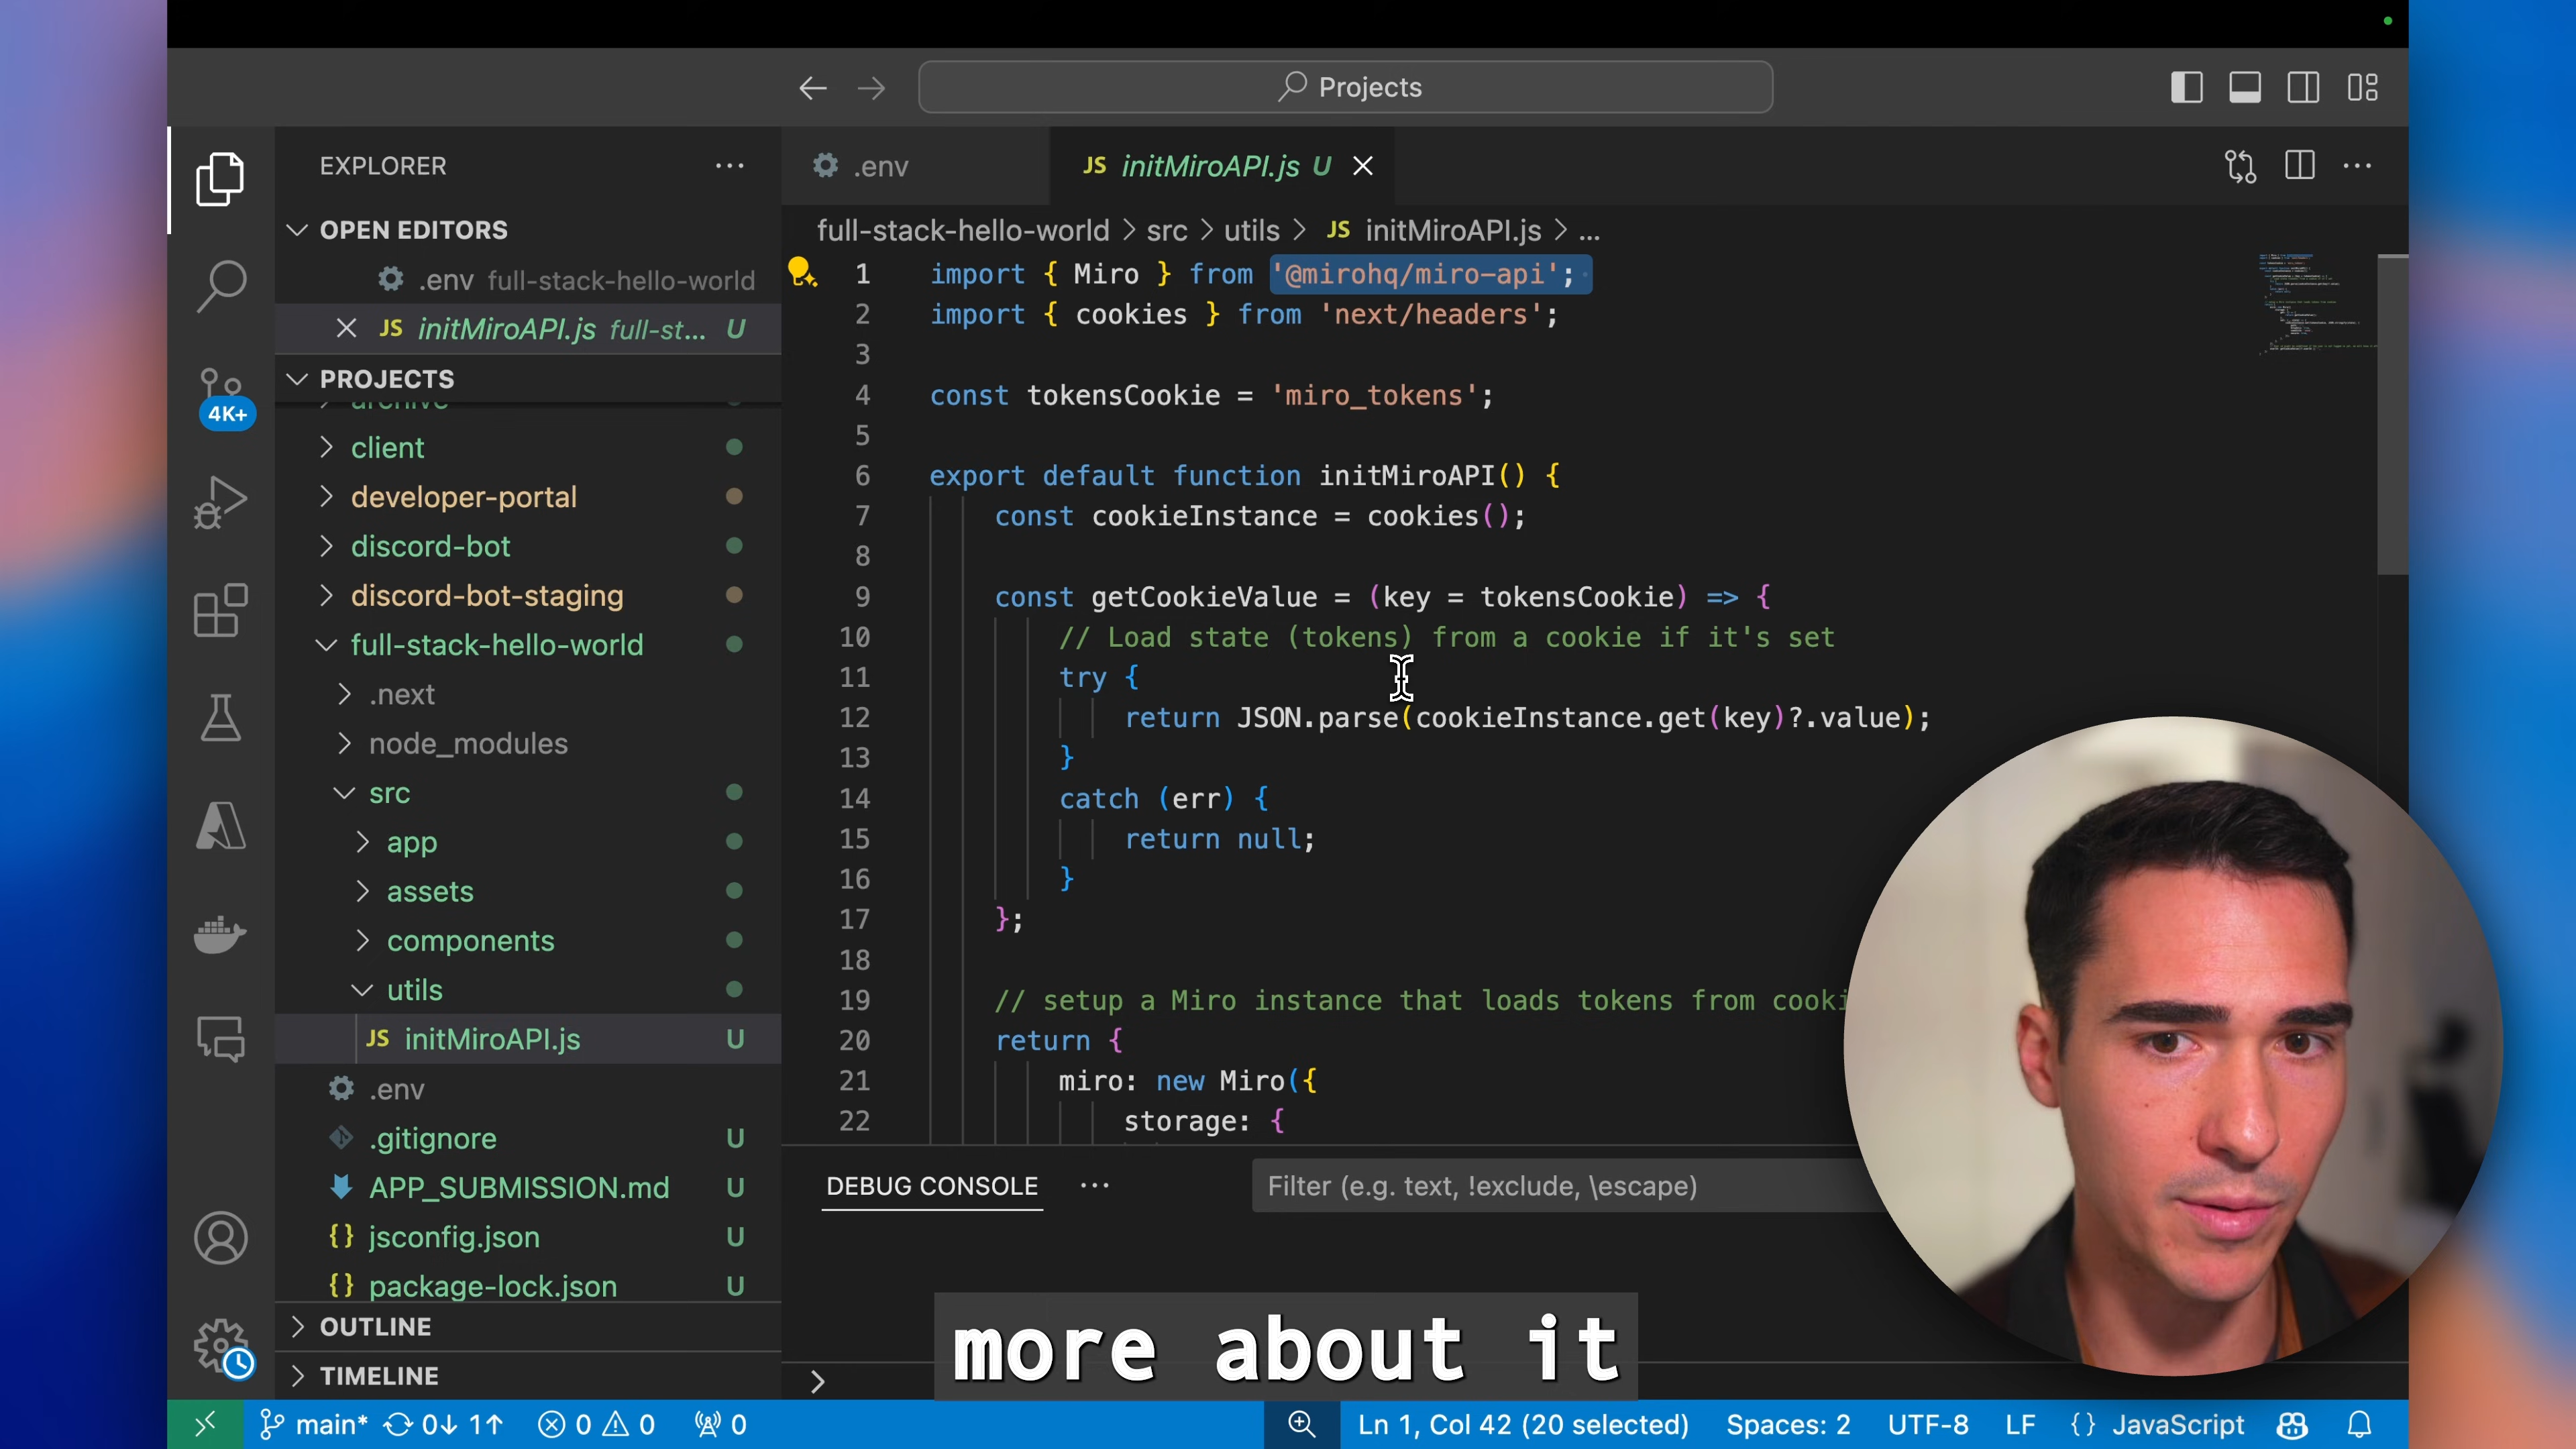 Projects
EXPLORER
OPEN EDITORS
.env full-stack-hello-world
JS initMiroAPI.js full-st... U
PROJECTS
archive
client
developer-portal
discord-bot
discord-bot-staging
full-stack-hello-world
.next
node_modules
src
app
assets
components
utils
JS initMiroAPI.js U
.env
.gitignore U
APP_SUBMISSION.md U
{} jsconfig.json U
{} package-lock.json U
OUTLINE
TIMELINE
4K+
.env
JS initMiroAPI.js U
full-stack-hello-world > src > utils > JS initMiroAPI.js > ...
1 import { Miro } from '@mirohq/miro-api';
2 import { cookies } from 'next/headers';
3
4 const tokensCookie = 'miro_tokens';
5
6 export default function initMiroAPI() {
7 const cookieInstance = cookies();
8
9 const getCookieValue = (key = tokensCookie) => {
10 // Load state (tokens) from a cookie if it's set
11 try {
12 return JSON.parse(cookieInstance.get(key)?.value);
13 }
14 catch (err) {
15 return null;
16 }
17 };
18
19 // setup a Miro instance that loads tokens from cooki
20 return {
21 miro: new Miro({
22 storage: {
DEBUG CONSOLE
Filter (e.g. text, !exclude, \escape)
more about it
main* 0↓ 1↑ 0 0 0
Ln 1, Col 42 (20 selected) Spaces: 2 UTF-8 LF {} JavaScript